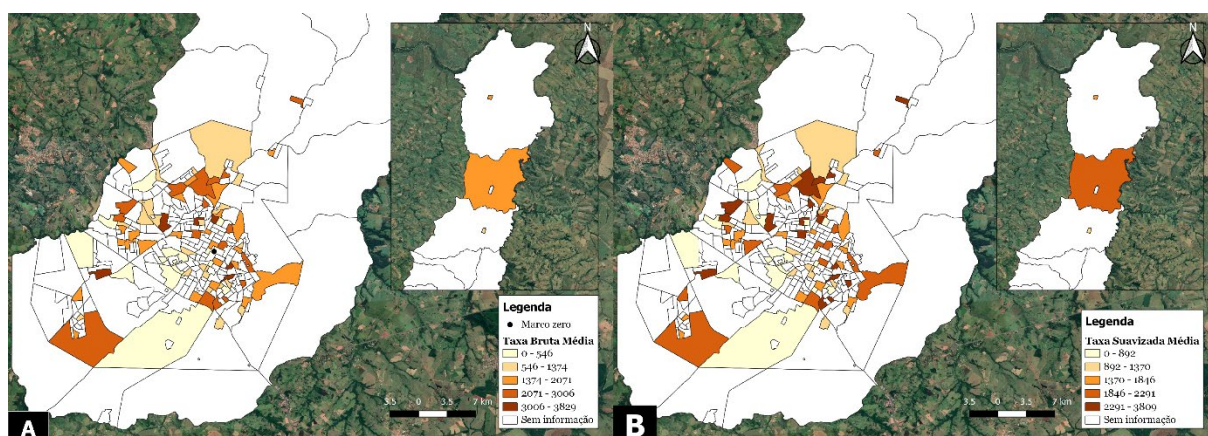 N
Legenda
Marco zero
Taxa Bruta Média
0 - 546
546 - 1374
1374 - 2071
2071 - 3006
3006 - 3829
Sem informação
3.5 0 3.5 7 km
A
N
Legenda
Taxa Suavizada Média
0 - 892
892 - 1370
1370 - 1846
1846 - 2291
2291 - 3809
Sem informação
3.5 0 3.5 7 km
B